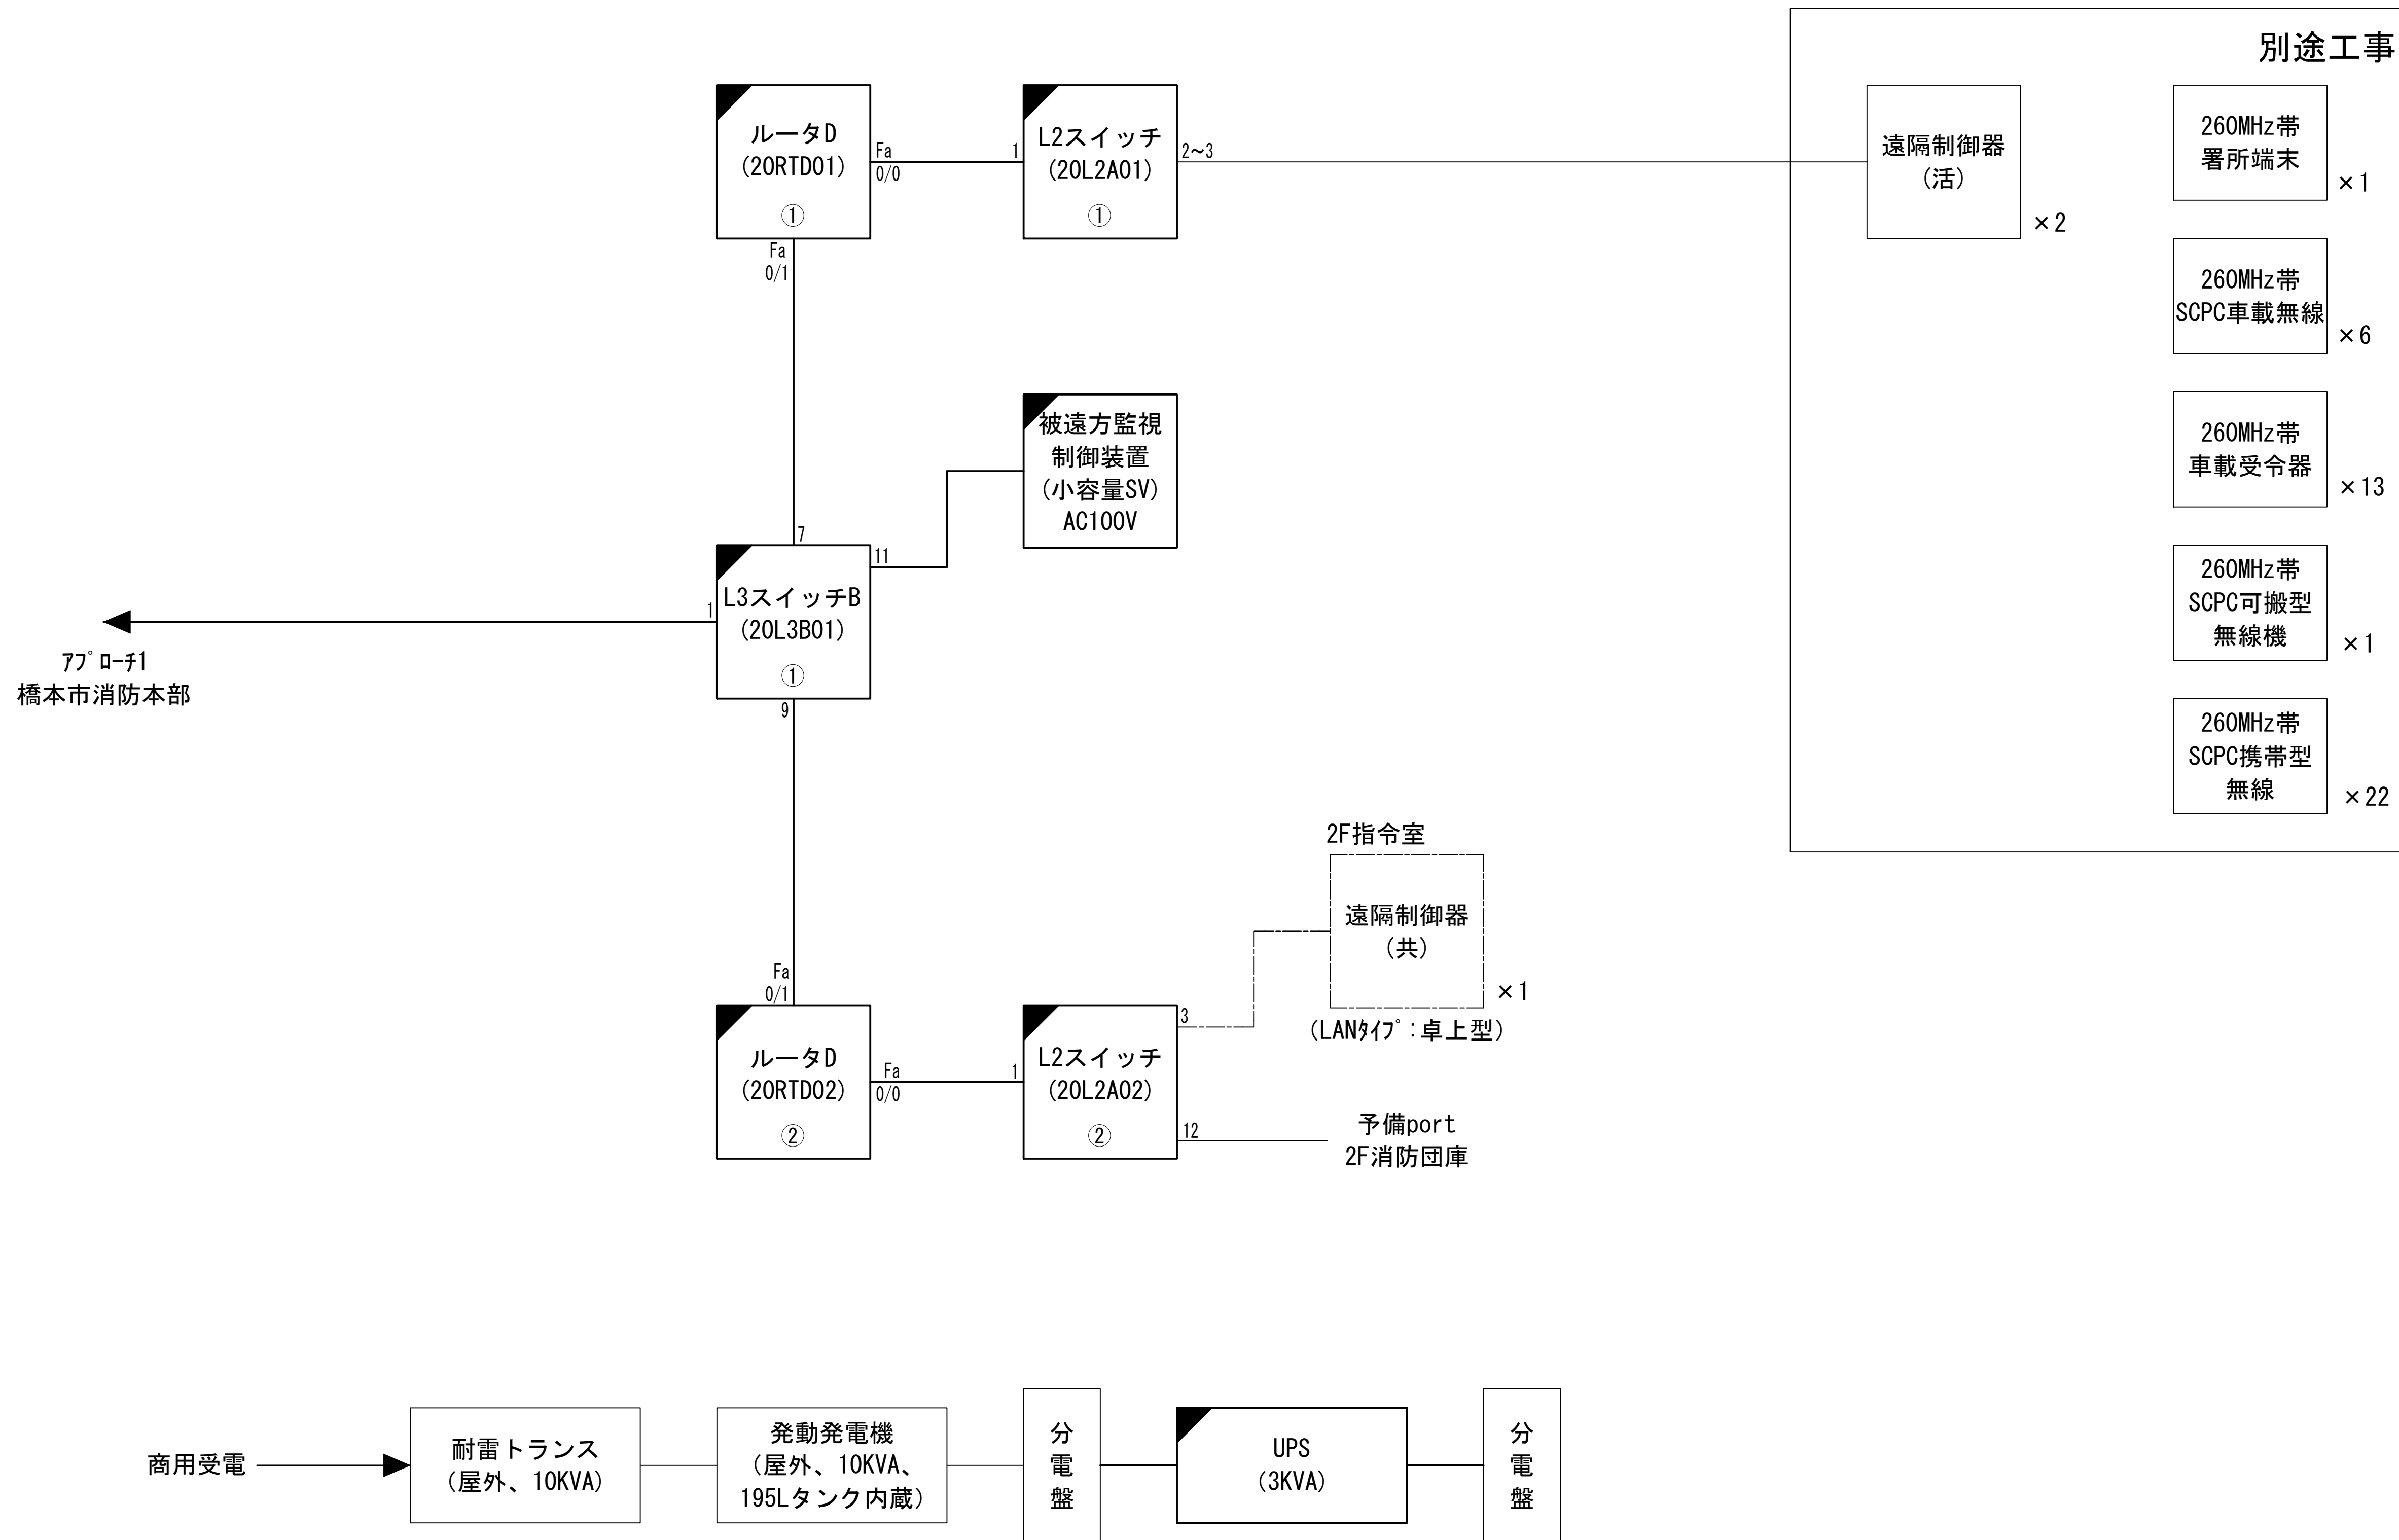 別途工事
ルータD
(20RTD01)
①
Fa
0/0
Fa
0/1
1
L2スイッチ
(20L2A01)
①
2～3
遠隔制御器
(活)
×2
260MHz帯
署所端末
×1
260MHz帯
SCPC車載無線
×6
260MHz帯
車載受令器
×13
260MHz帯
SCPC可搬型
無線機
×1
260MHz帯
SCPC携帯型
無線
×22
被遠方監視
制御装置
(小容量SV)
AC100V
7
11
1
L3スイッチB
(20L3B01)
①
9
ｱﾌﾟﾛｰﾁ1
橋本市消防本部
2F指令室
遠隔制御器
(共)
×1
(LANﾀｲﾌﾟ:卓上型)
Fa
0/1
ルータD
(20RTD02)
②
Fa
0/0
1
L2スイッチ
(20L2A02)
②
3
12
予備port
2F消防団庫
商用受電
耐雷トランス
(屋外、10KVA)
発動発電機
(屋外、10KVA、
195Lタンク内蔵)
分電盤
UPS
(3KVA)
分電盤